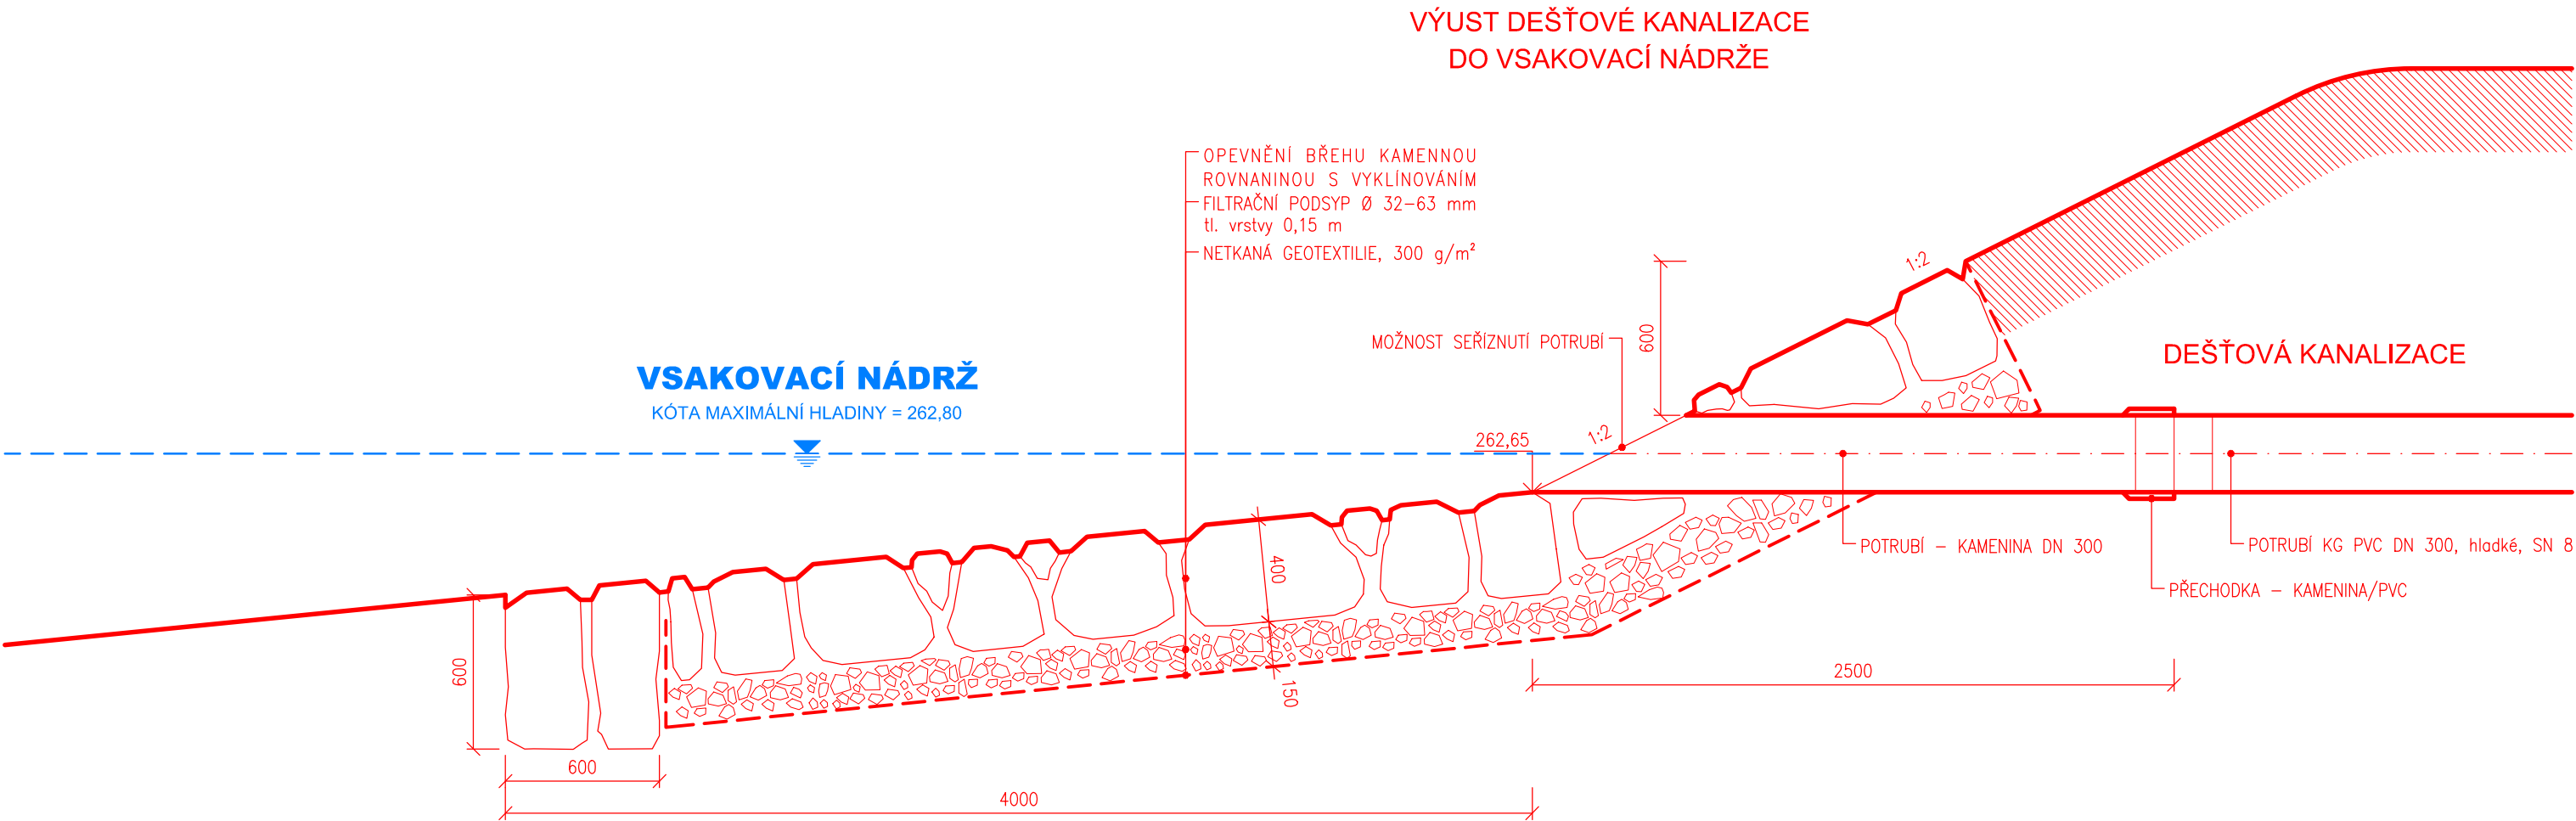 VÝUST DEŠŤOVÉ KANALIZACE
DO VSAKOVACÍ NÁDRŽE
OPEVNĚNÍ BŘEHU KAMENNOU
ROVNANINOU S VYKLÍNOVÁNÍM
FILTRAČNÍ PODSYP Ø 32-63 mm
tl. vrstvy 0,15 m
NETKANÁ GEOTEXTILIE, 300 g/m²
1:2
MOŽNOST SEŘÍZNUTÍ POTRUBÍ
600
DEŠŤOVÁ KANALIZACE
VSAKOVACÍ NÁDRŽ
KÓTA MAXIMÁLNÍ HLADINY = 262,80
262,65
1:2
POTRUBÍ - KAMENINA DN 300
POTRUBÍ KG PVC DN 300, hladké, SN 8
PŘECHODKA - KAMENINA/PVC
400
150
600
2500
600
4000